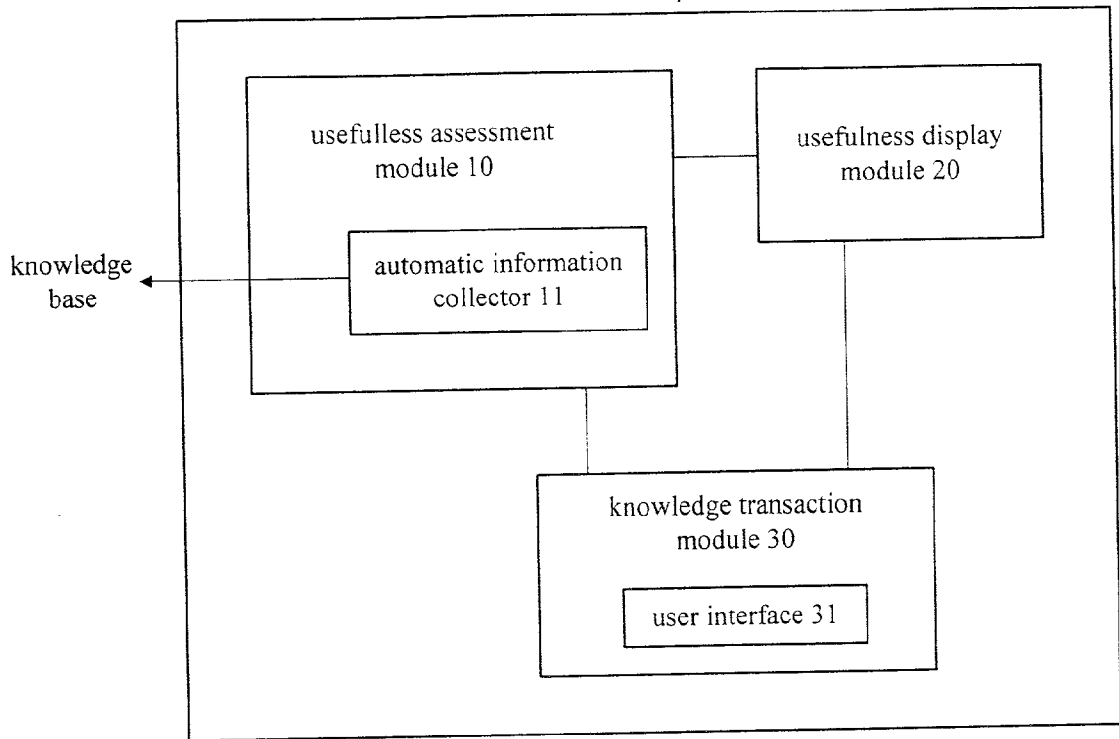 usefulless assessment
module 10
usefulness display
module 20
automatic information
collector 11
knowledge
base
knowledge transaction
module 30
user interface 31